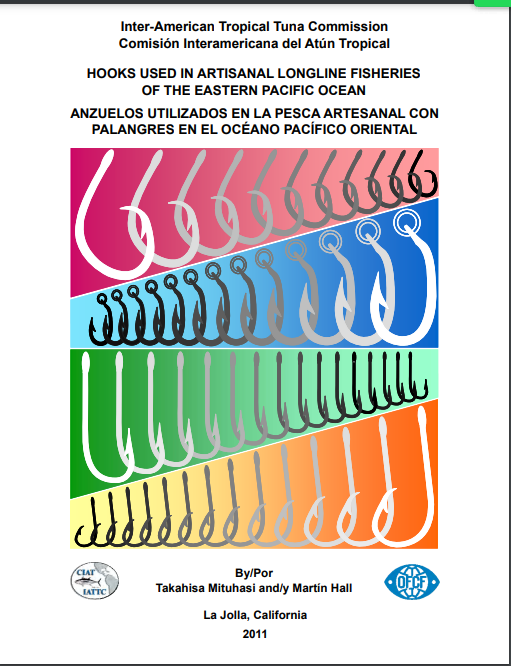 Inter-American Tropical Tuna Commission
Comisión Interamericana del Atún Tropical
HOOKS USED IN ARTISANAL LONGLINE FISHERIES
OF THE EASTERN PACIFIC OCEAN
ANZUELOS UTILIZADOS EN LA PESCA ARTESANAL CON
PALANGRES EN EL OCÉANO PACÍFICO ORIENTAL
CIAT
IATTC
OFCF
By/Por
Takahisa Mituhasi and/y Martín Hall
La Jolla, California
2011